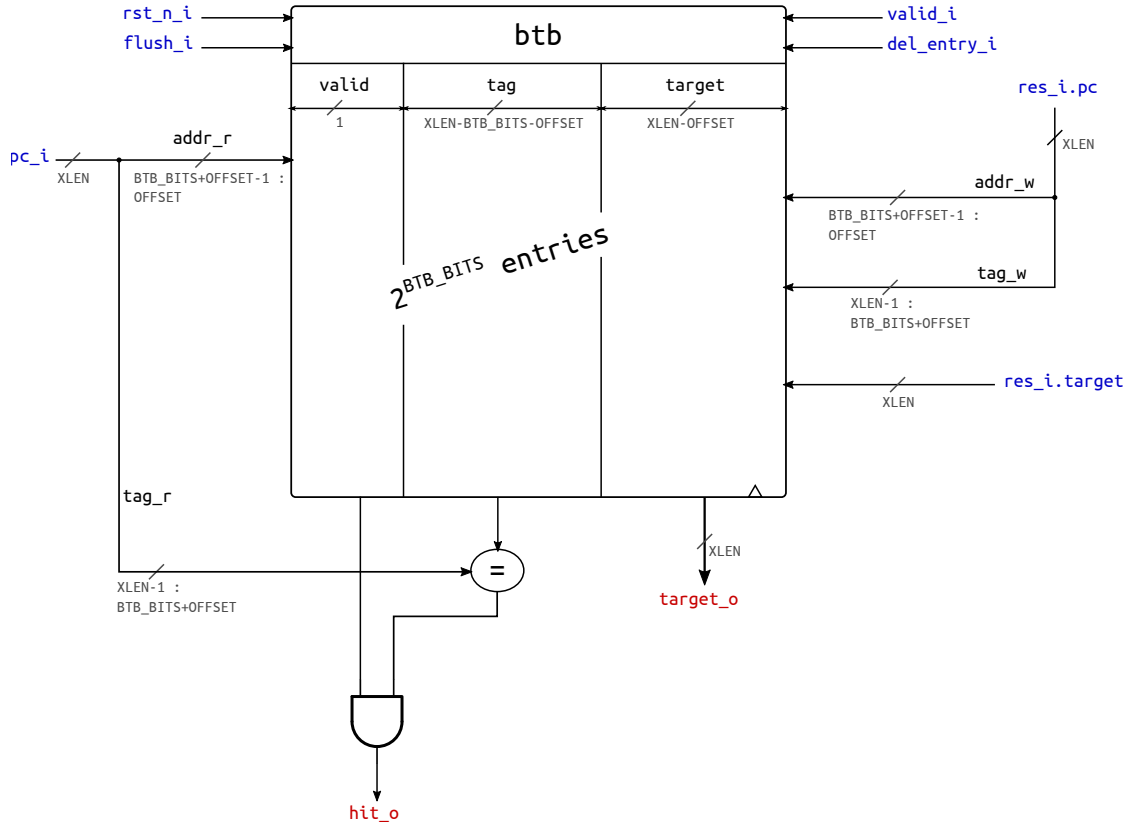 rst_n_i
valid_i
flush_i
btb
del_entry_i
valid
tag
target
res_i.pc
1
XLEN-BTB_BITS-OFFSET
XLEN-OFFSET
XLEN
pc_i
addr_r
XLEN
BTB_BITS+OFFSET-1 :
OFFSET
addr_w
BTB_BITS+OFFSET-1 :
OFFSET
2^BTB_BITS entries
tag_w
XLEN-1 :
BTB_BITS+OFFSET
res_i.target
XLEN
tag_r
XLEN
=
XLEN-1 :
BTB_BITS+OFFSET
target_o
hit_o